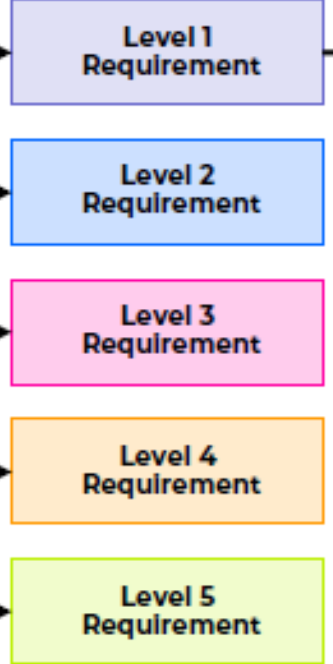 Level 1
Requirement
Level 2
Requirement
Level 3
Requirement
Level 4
Requirement
Level 5
Requirement